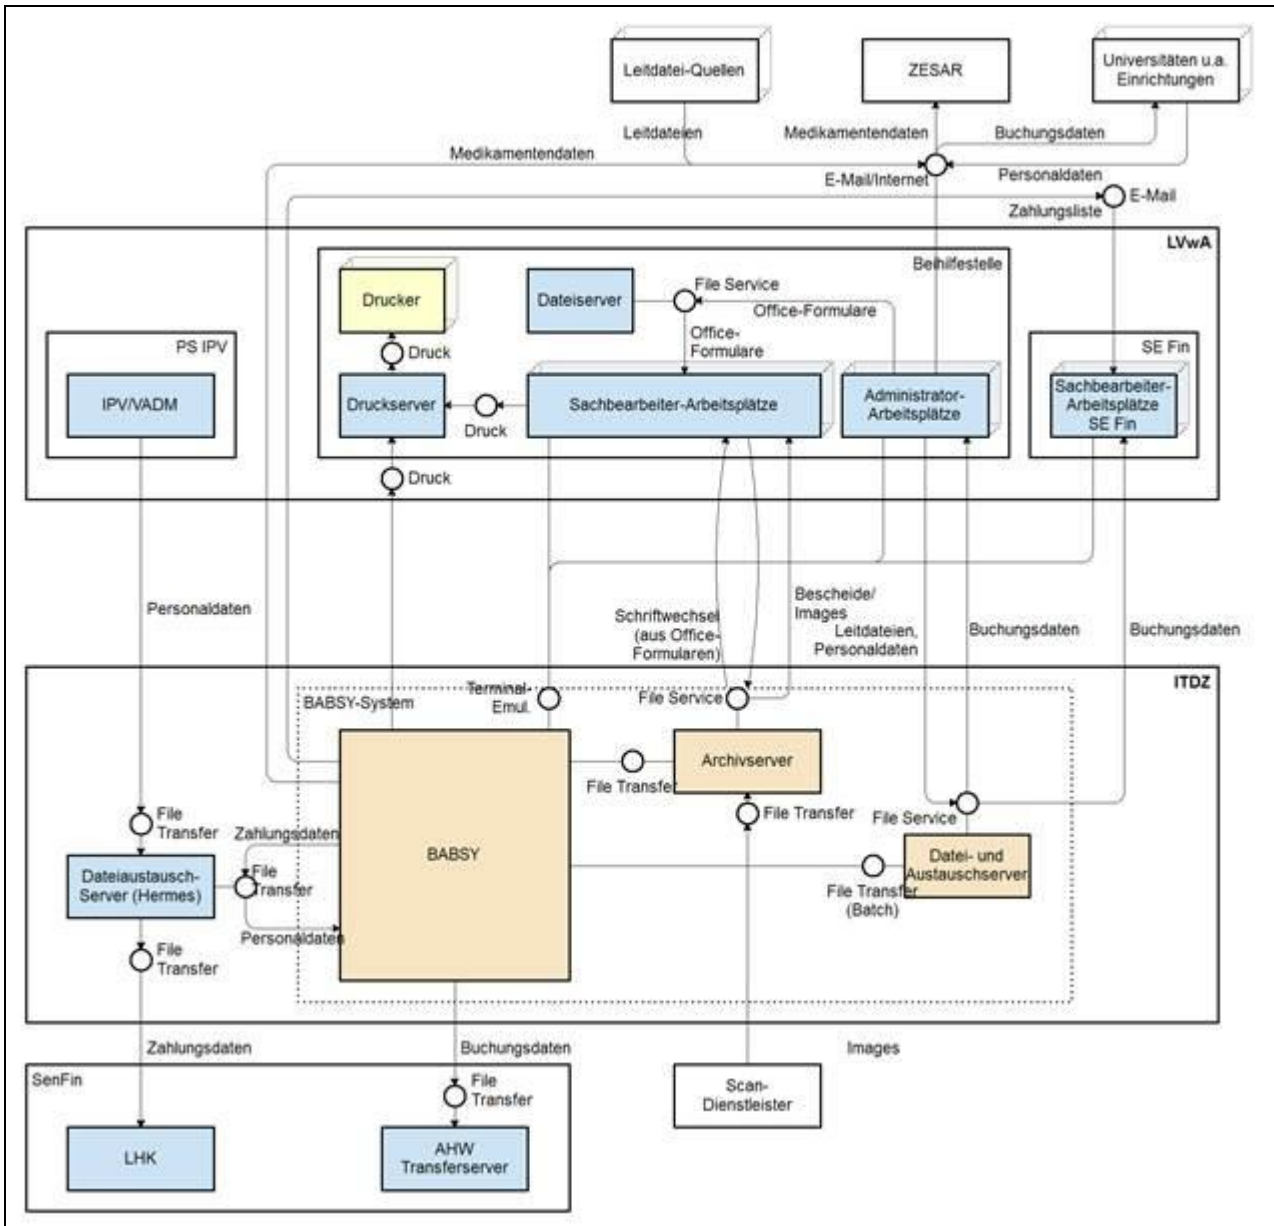 Leitdatei-Quellen
ZESAR
Universitäten u.a.
Einrichtungen
Leitdateien
Medikamentendaten
Buchungsdaten
Medikamentendaten
E-Mail/Internet
Personaldaten
E-Mail
Zahlungsliste
LVwA
Beihilfestelle
Drucker
Dateiserver
File Service
Office-Formulare
Office-
Formulare
PS IPV
Druck
SE Fin
IPV/VADM
Druckserver
Druck
Sachbearbeiter-Arbeitsplätze
Administrator-
Arbeitsplätze
Sachbearbeiter-
Arbeitsplätze
SE Fin
Druck
Personaldaten
Schriftwechsel
(aus Office-
Formularen)
Bescheide/
Images
Leitdateien,
Personaldaten
Buchungsdaten
Buchungsdaten
ITDZ
BABSY-System
Terminal-
Emul.
File Service
Archivserver
File Transfer
File Transfer
File Service
File
Transfer
Zahlungsdaten
BABSY
Datei- und
Austauschserver
Dateiaustausch-
Server (Hermes)
File
Transfer
File Transfer
(Batch)
Personaldaten
File
Transfer
Zahlungsdaten
Buchungsdaten
Images
SenFin
File
Transfer
Scan-
Dienstleister
LHK
AHW
Transferserver